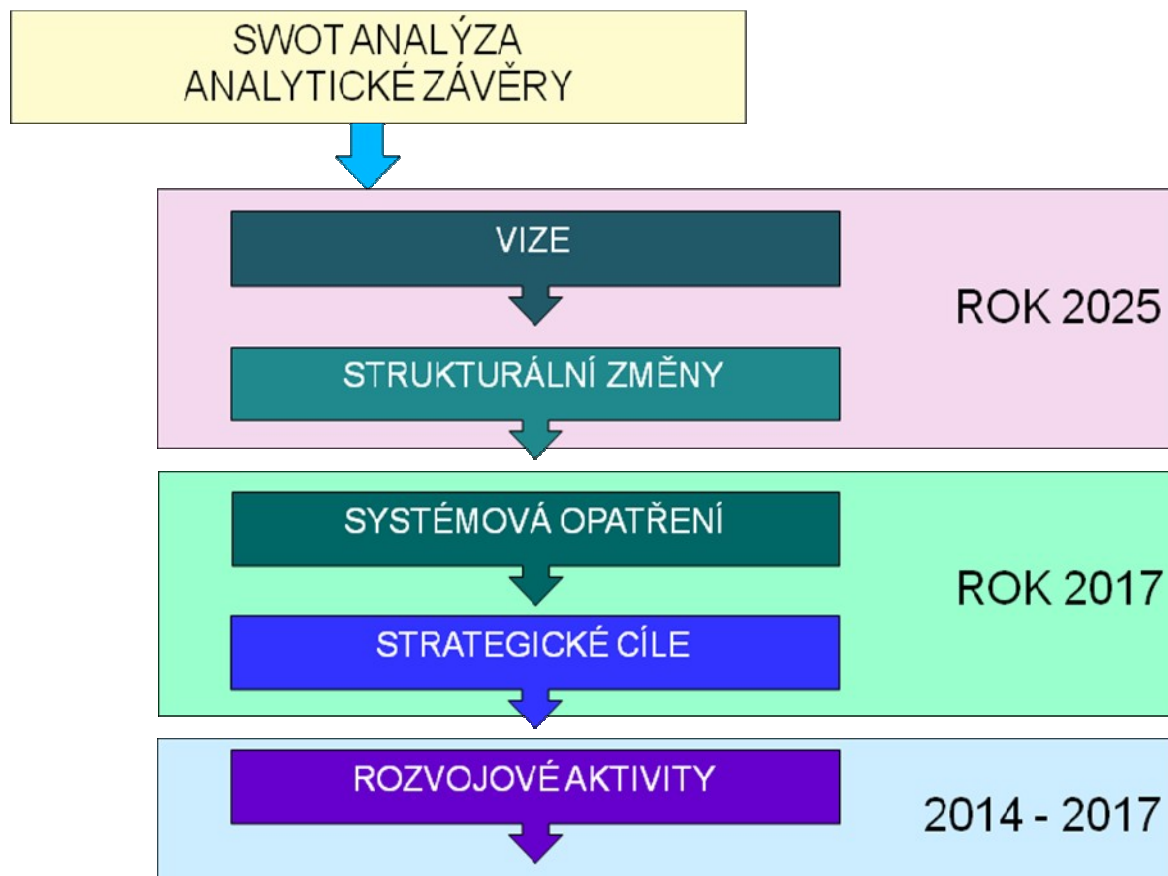 SWOT ANALÝZA
ANALYTICKÉ ZÁVĚRY
VIZE
STRUKTURÁLNÍ ZMĚNY
ROK 2025
SYSTÉMOVÁ OPATŘENÍ
STRATEGICKÉ CÍLE
ROK 2017
ROZVOJOVÉ AKTIVITY
2014 - 2017